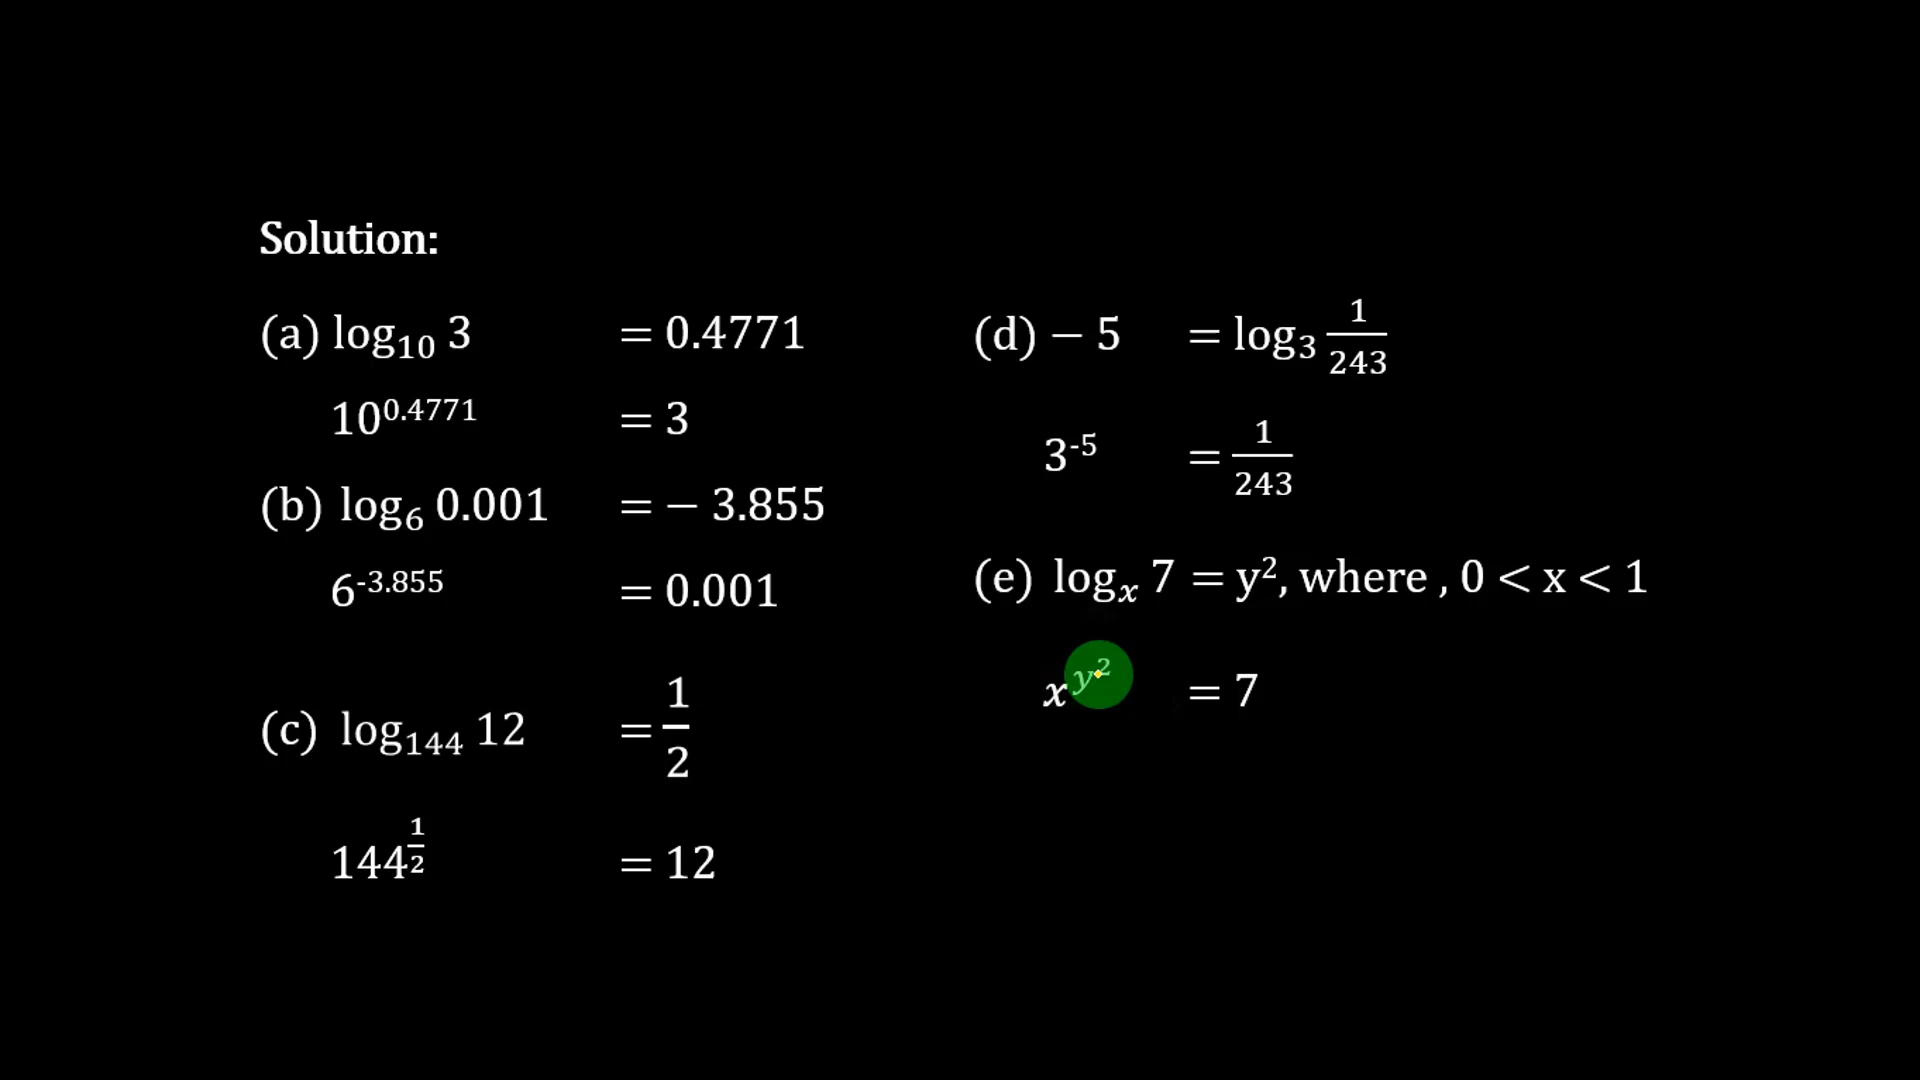 Solution:
(a) log₁₀ 3 = 0.4771
10^0.4771 = 3
(b) log₆ 0.001 = − 3.855
6^-3.855 = 0.001
(c) log₁₄₄ 12 = 1/2
144^(1/2) = 12
(d) − 5 = log₃ 1/243
3^-5 = 1/243
(e) logₓ 7 = y², where , 0 < x < 1
x^(y²) = 7